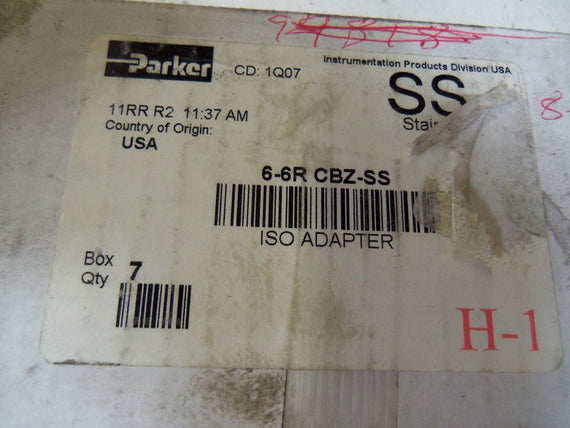 Parker
CD: 1Q07
Instrumentation Products Division USA
SS
11RR R2 11:37 AM
Country of Origin:
USA
6-6R CBZ-SS
ISO ADAPTER
Box
Qty 7
H-1